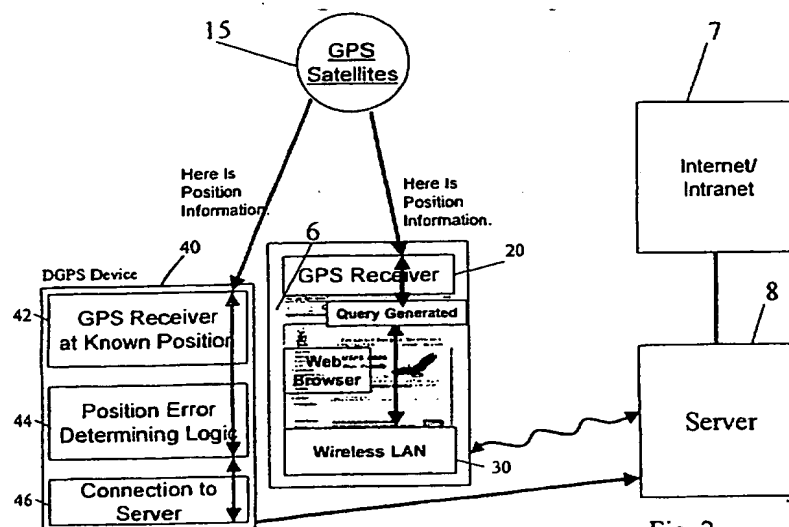 15
GPS
Satellites
7
Internet/
Intranet
Here Is
Position
Information.
Here Is
Position
Information.
40
6
DGPS Device
GPS Receiver
20
8
42
GPS Receiver
at Known Position
Query Generated
Web
Browser
44
Position Error
Determining Logic
Wireless LAN
30
Server
46
Connection to
Server